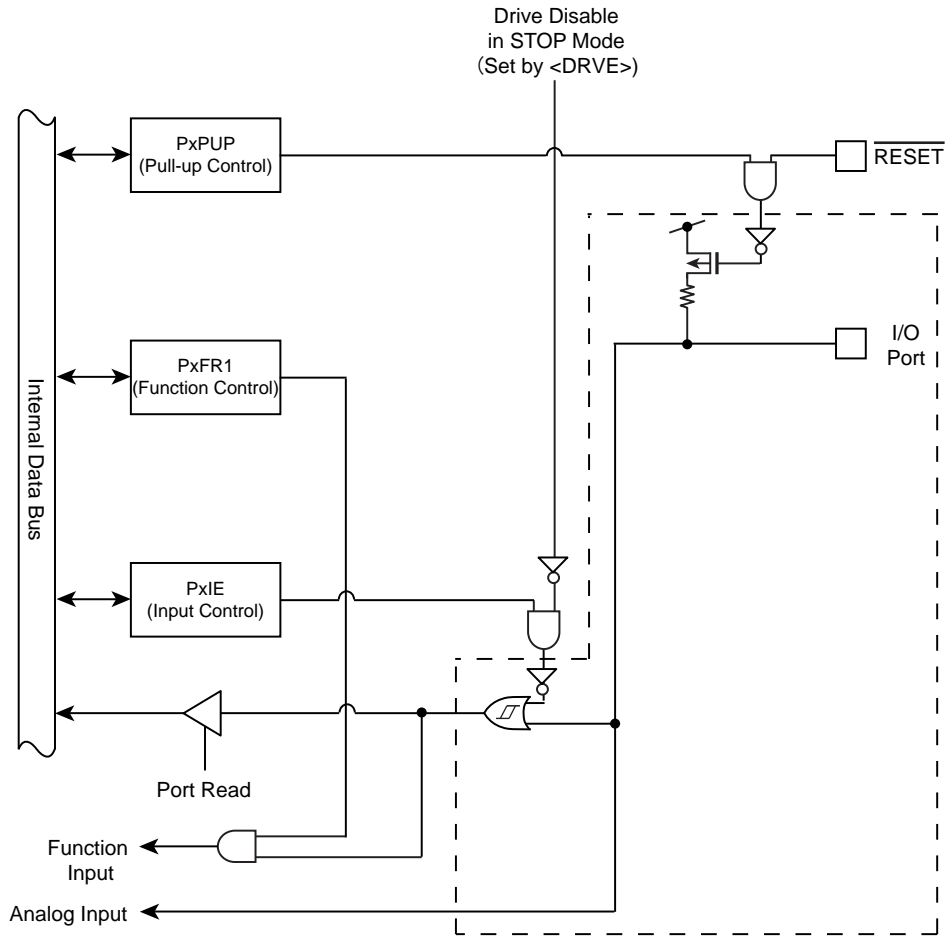 Drive Disable
in STOP Mode
(Set by <DRVE>)
PxPUP
(Pull-up Control)
RESET
I/O
Port
PxFR1
(Function Control)
Internal Data Bus
PxIE
(Input Control)
Port Read
Function
Input
Analog Input